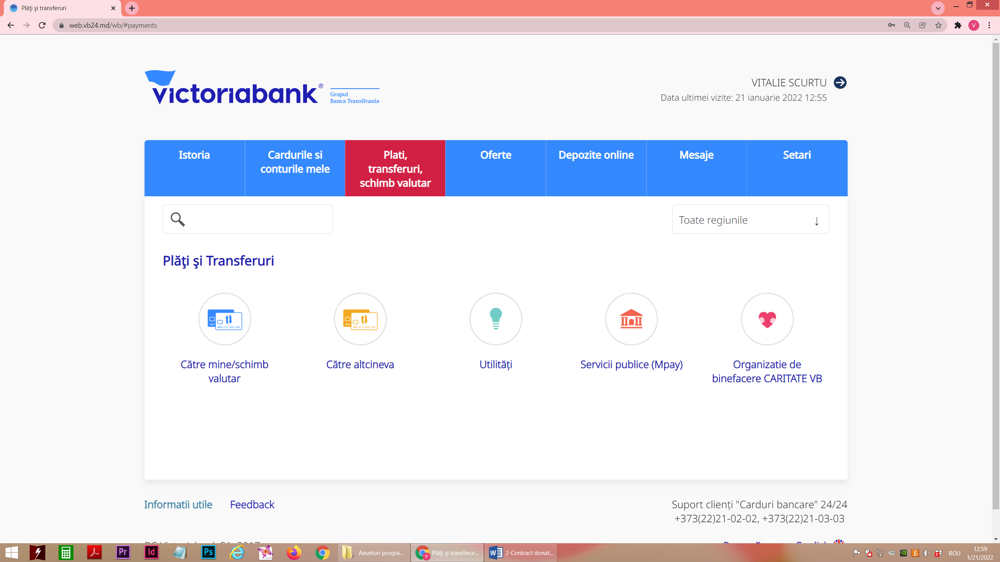 Plăţi şi transferuri
web.vb24.md/wb/#payments
victoriabank®
Grupul
Banca Transilvania
VITALIE SCURTU
Data ultimei vizite: 21 ianuarie 2022 12:55
Istoria
Cardurile si
conturile mele
Plati,
transferuri,
schimb valutar
Oferte
Depozite online
Mesaje
Setari
Toate regiunile ↓
Plăţi şi Transferuri
Către mine/schimb
valutar
Către altcineva
Utilități
Servicii publice (Mpay)
Organizatie de
binefacere CARITATE VB
Informatii utile
Feedback
Suport clienți "Carduri bancare" 24/24
+373(22)21-02-02, +373(22)21-03-03
Pr
Id
Ps
Anunturi progra...
Plăţi şi transferur...
2-Contract donat...
ROU
12:59
1/21/2022